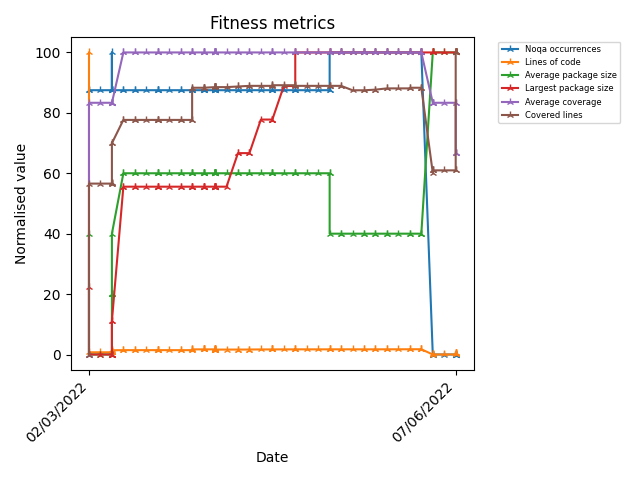 Fitness metrics
100
80
60
40
20
0
Normalised value
02/03/2022
07/06/2022
Date
Noqa occurrences
Lines of code
Average package size
Largest package size
Average coverage
Covered lines